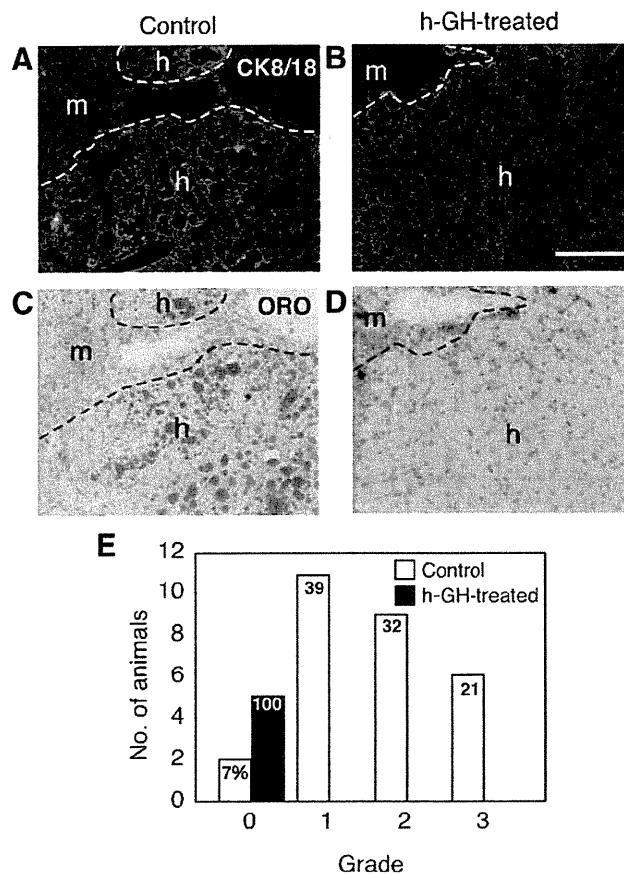 Control h-GH-treated
A h CK8/18 B m
m
h h
C h ORO D m
m
h h
E
12
10
8
6
4
2
0
No. of animals
Control
h-GH-treated
7% 100 39 32 21
0 1 2 3
Grade